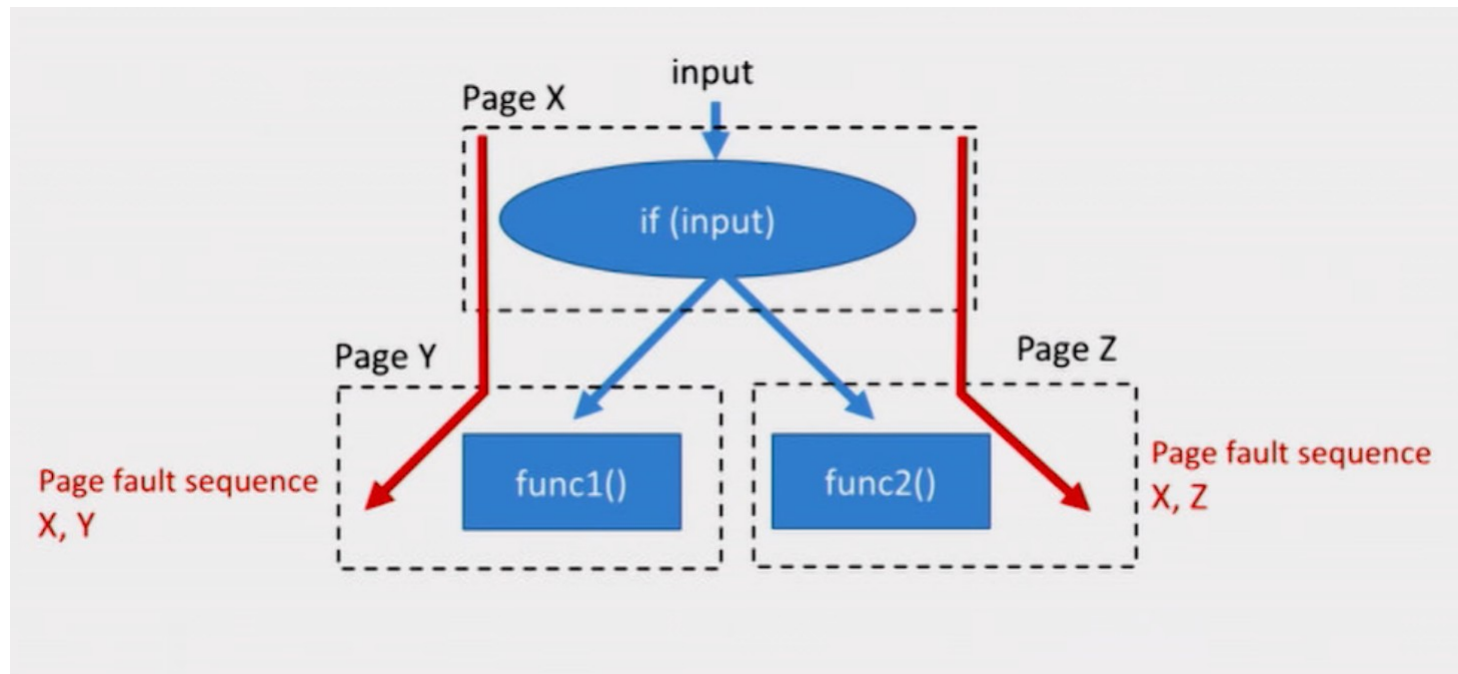 input
Page X
if (input)
Page Y
Page Z
Page fault sequence
X, Y
func1()
func2()
Page fault sequence
X, Z